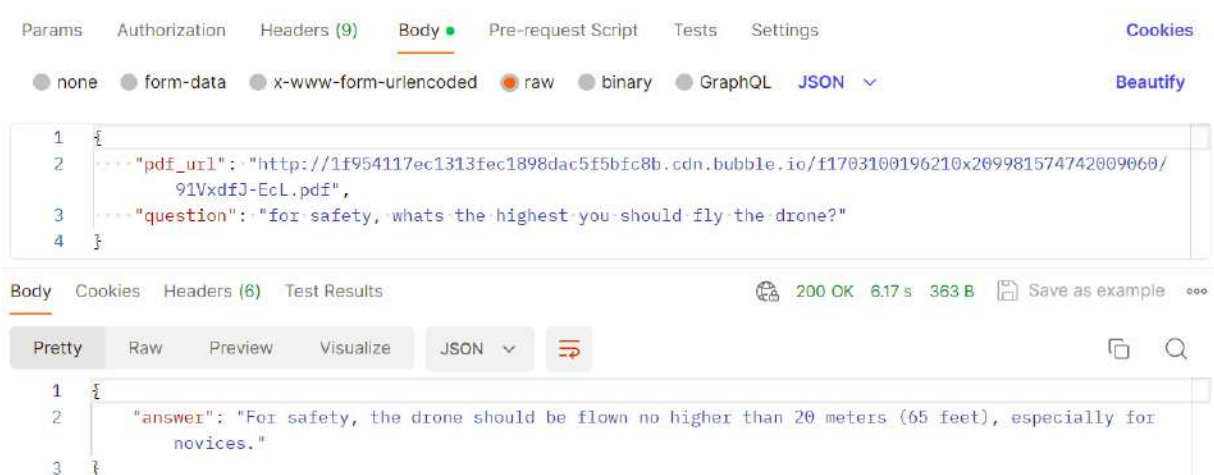 Params Authorization Headers (9) Body Pre-request Script Tests Settings Cookies
none form-data x-www-form-urlencoded raw binary GraphQL JSON Beautify
1 {
2 "pdf_url": "http://1f954117ec1313fec1898dac5f5bfc8b.cdn.bubble.io/f1703100196210x209981574742009060/
91VxdfJ-EcL.pdf",
3 "question": "for safety, whats the highest you should fly the drone?"
4 }
Body Cookies Headers (6) Test Results 200 OK 6.17 s 363 B Save as example
Pretty Raw Preview Visualize JSON
1 {
2 "answer": "For safety, the drone should be flown no higher than 20 meters (65 feet), especially for
novices."
3 }